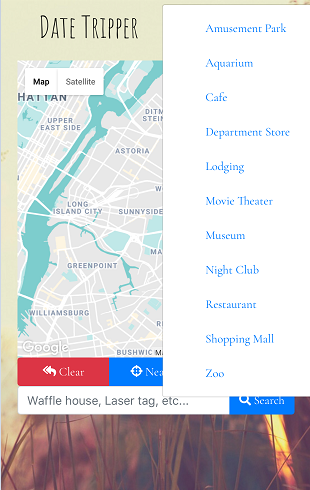 Date Tripper
Map Satellite
HATTAN
UPPER
EAST SIDE
DITM
STEIN
ASTORIA
LONG
ISLAND CITY
SUNNYSIDE
GREENPOINT
MA
WILLIAMSBURG
BUSHWIC
Google
Amusement Park
Aquarium
Cafe
Department Store
Lodging
Movie Theater
Museum
Night Club
Restaurant
Shopping Mall
Zoo
Clear
Nea
Waffle house, Laser tag, etc...
Search